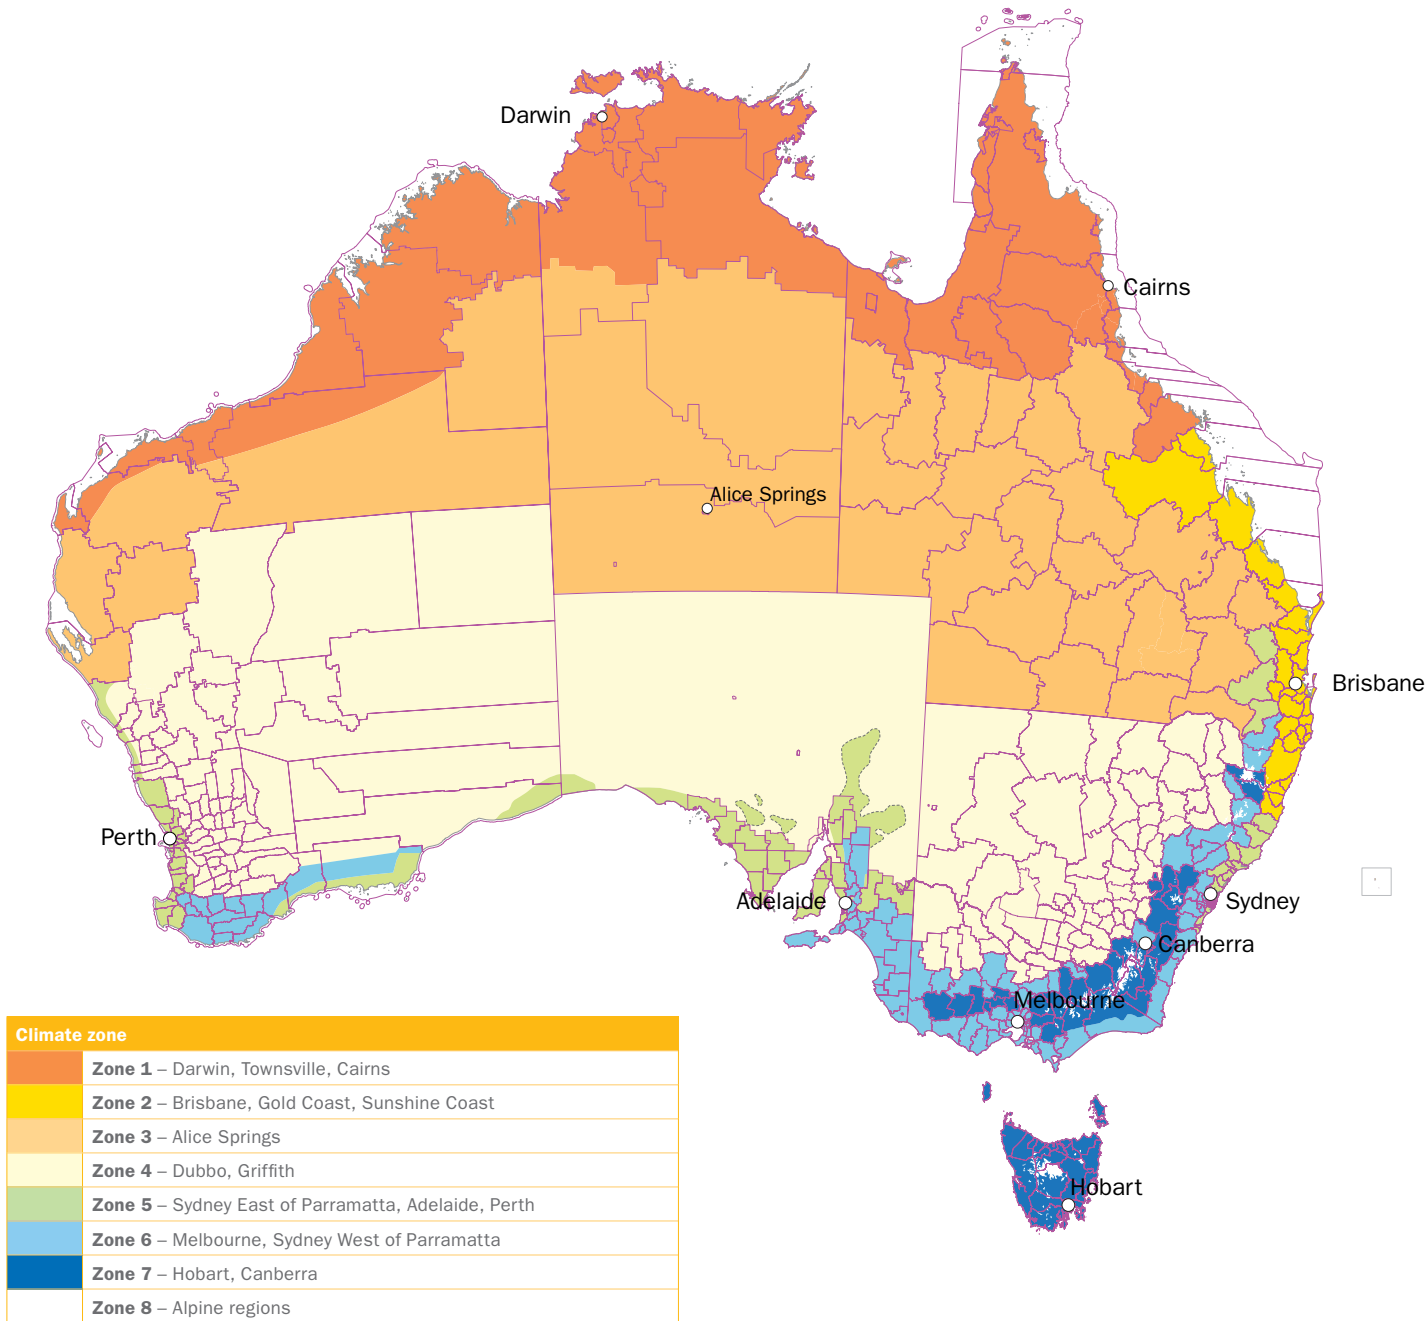 Darwin
Cairns
Alice Springs
Brisbane
Perth
Adelaide
Sydney
Canberra
Melbourne
Hobart
Climate zone
Zone 1 – Darwin, Townsville, Cairns
Zone 2 – Brisbane, Gold Coast, Sunshine Coast
Zone 3 – Alice Springs
Zone 4 – Dubbo, Griffith
Zone 5 – Sydney East of Parramatta, Adelaide, Perth
Zone 6 – Melbourne, Sydney West of Parramatta
Zone 7 – Hobart, Canberra
Zone 8 – Alpine regions